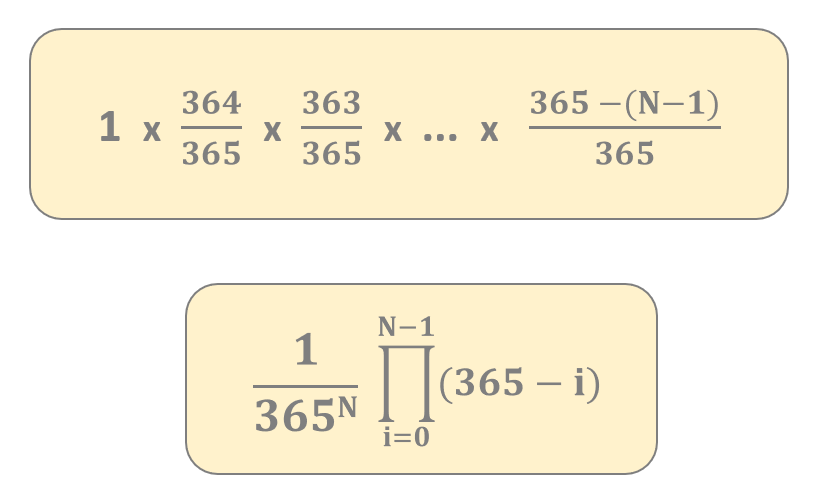 1 x 364/365 x 363/365 x ... x 365 −(N−1)/365
1/365^N ∏_{i=0}^{N−1} (365 − i)